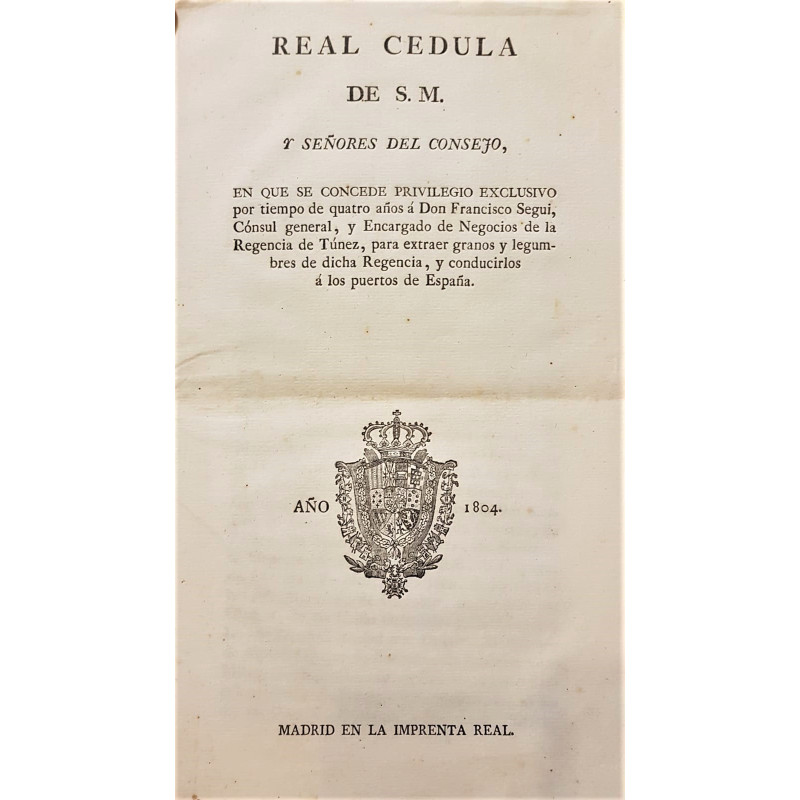 REAL CEDULA
DE S. M.
Y SEÑORES DEL CONSEJO,
EN QUE SE CONCEDE PRIVILEGIO EXCLUSIVO
por tiempo de quatro años á Don Francisco Segui,
Cónsul general, y Encargado de Negocios de la
Regencia de Túnez, para extraer granos y legum-
bres de dicha Regencia, y conducirlos
á los puertos de España.
AÑO 1804.
MADRID EN LA IMPRENTA REAL.